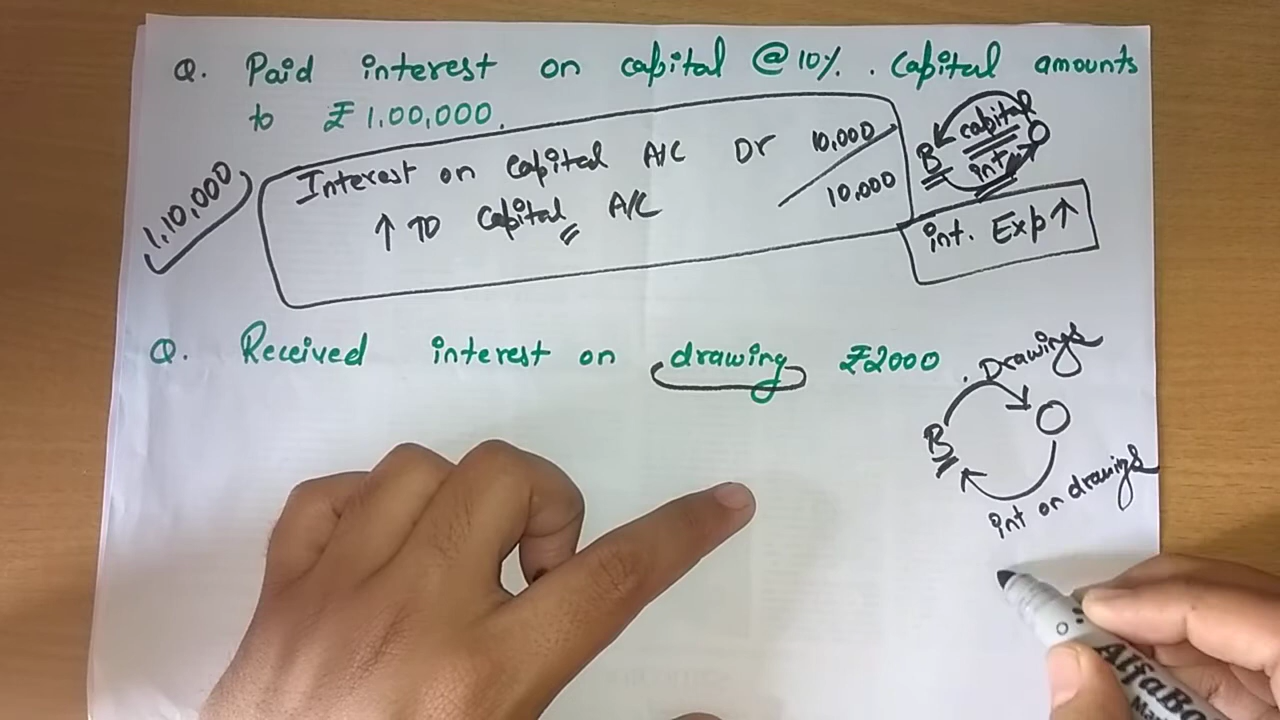 Q. Paid interest on capital @ 10%. Capital amounts
to ₹ 1,00,000.
capital
B O
int
1,10,000
Interest on capital A/C Dr 10,000
↑ TO capital A/C 10,000
int. Exp ↑
Q. Received interest on drawing ₹2000.
Drawings
B O
int on drawings
AlfaBo
Mar